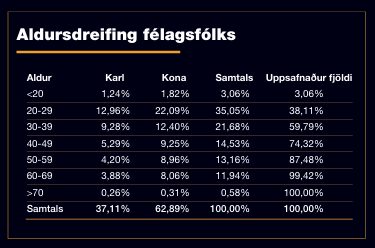 Aldursdreifing félagsfólks
Aldur Karl Kona Samtals Uppsafnaður fjöldi
<20 1,24% 1,82% 3,06% 3,06%
20-29 12,96% 22,09% 35,05% 38,11%
30-39 9,28% 12,40% 21,68% 59,79%
40-49 5,29% 9,25% 14,53% 74,32%
50-59 4,20% 8,96% 13,16% 87,48%
60-69 3,88% 8,06% 11,94% 99,42%
>70 0,26% 0,31% 0,58% 100,00%
Samtals 37,11% 62,89% 100,00% 100,00%